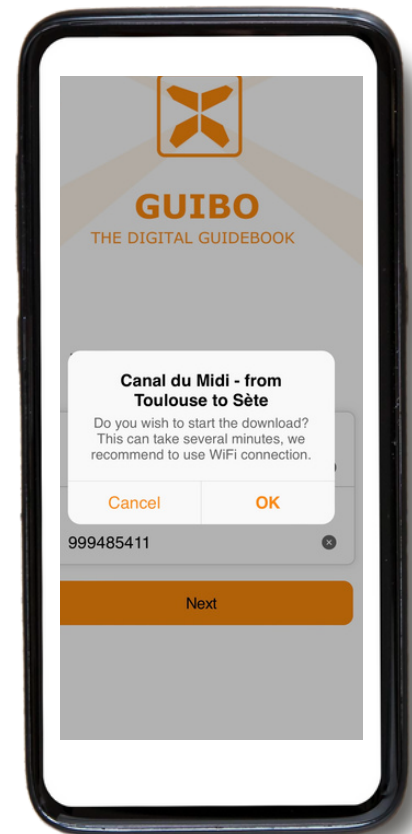 GUIBO
THE DIGITAL GUIDEBOOK
Canal du Midi - from
Toulouse to Sète
Do you wish to start the download?
This can take several minutes, we
recommend to use WiFi connection.
Cancel
OK
999485411
Next